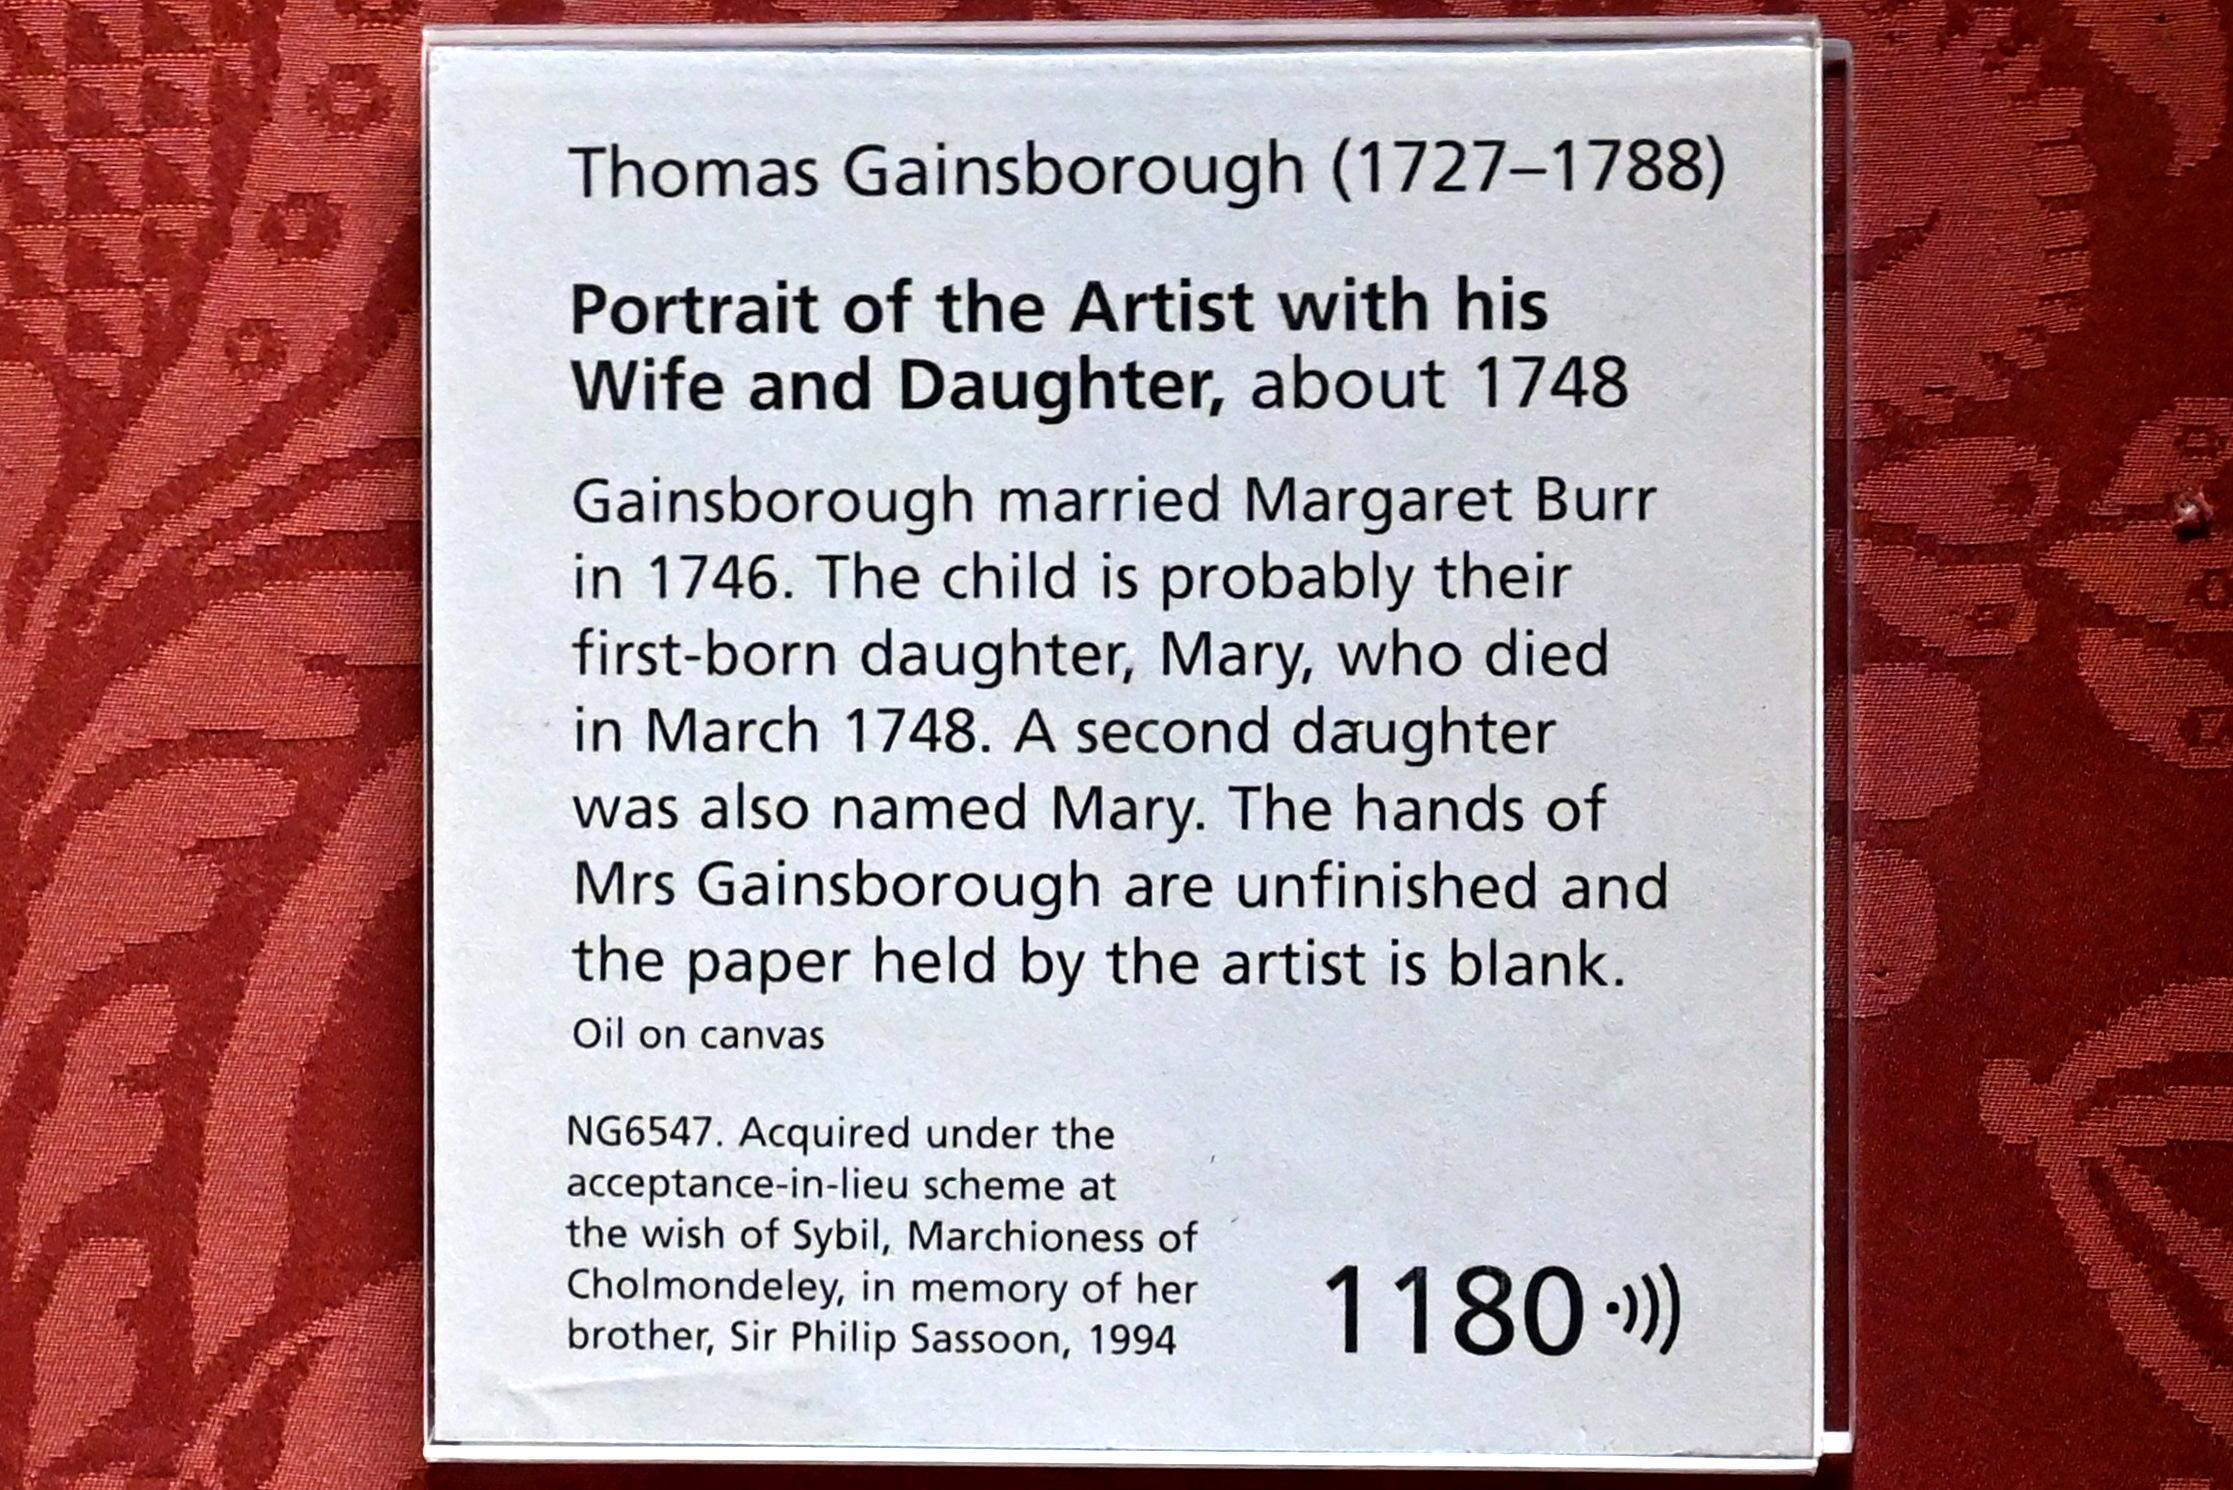 Thomas Gainsborough (1727–1788)
Portrait of the Artist with his
Wife and Daughter, about 1748
Gainsborough married Margaret Burr
in 1746. The child is probably their
first-born daughter, Mary, who died
in March 1748. A second daughter
was also named Mary. The hands of
Mrs Gainsborough are unfinished and
the paper held by the artist is blank.
Oil on canvas
NG6547. Acquired under the
acceptance-in-lieu scheme at
the wish of Sybil, Marchioness of
Cholmondeley, in memory of her
brother, Sir Philip Sassoon, 1994
1180